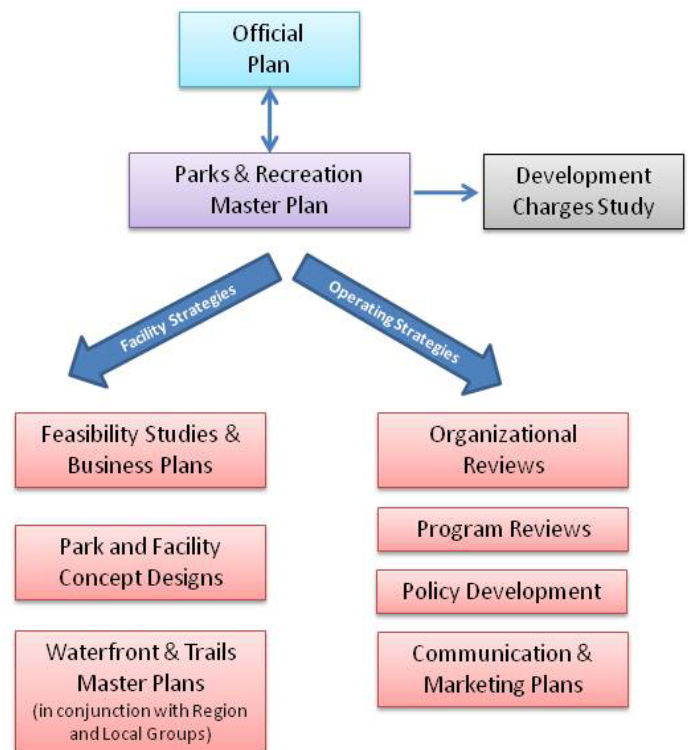 Official
Plan
Parks & Recreation
Master Plan
Development
Charges Study
Facility Strategies
Operating Strategies
Feasibility Studies &
Business Plans
Park and Facility
Concept Designs
Waterfront & Trails
Master Plans
(in conjunction with Region
and Local Groups)
Organizational
Reviews
Program Reviews
Policy Development
Communication &
Marketing Plans